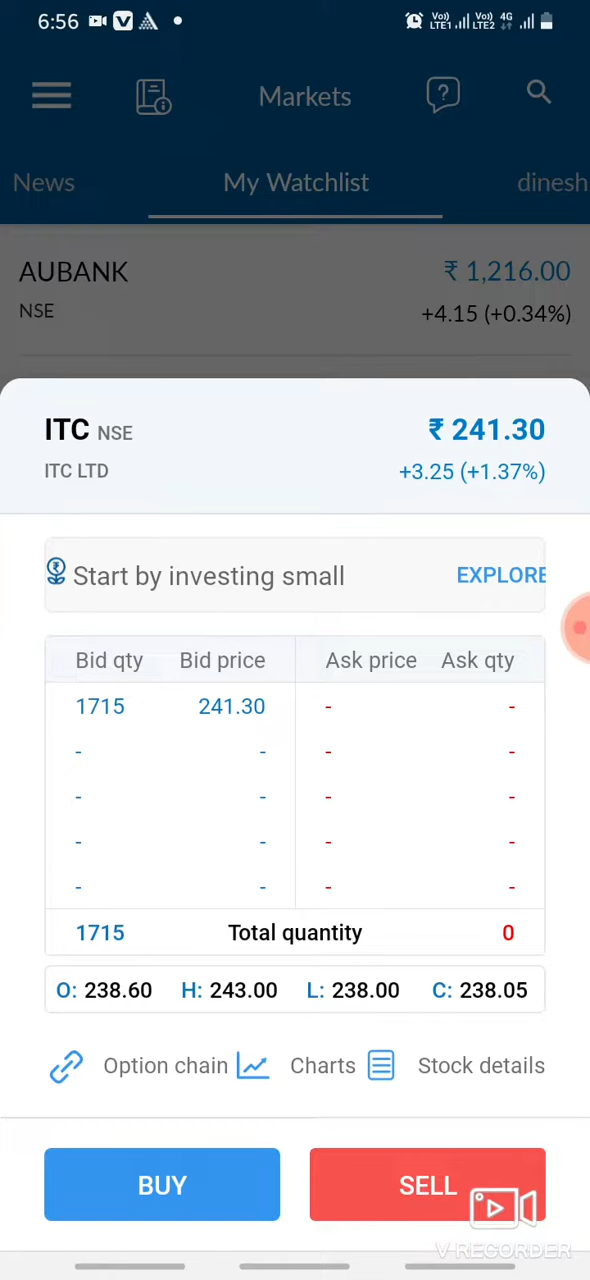 6:56 Vo)) LTE1 Vo)) LTE2 4G
Markets
News My Watchlist dinesh
AUBANK ₹ 1,216.00
NSE +4.15 (+0.34%)
ITC NSE ₹ 241.30
ITC LTD +3.25 (+1.37%)
Start by investing small EXPLORE
Bid qty Bid price Ask price Ask qty
1715 241.30 - -
- - - -
- - - -
- - - -
- - - -
1715 Total quantity 0
O: 238.60 H: 243.00 L: 238.00 C: 238.05
Option chain Charts Stock details
BUY SELL
V RECORDER